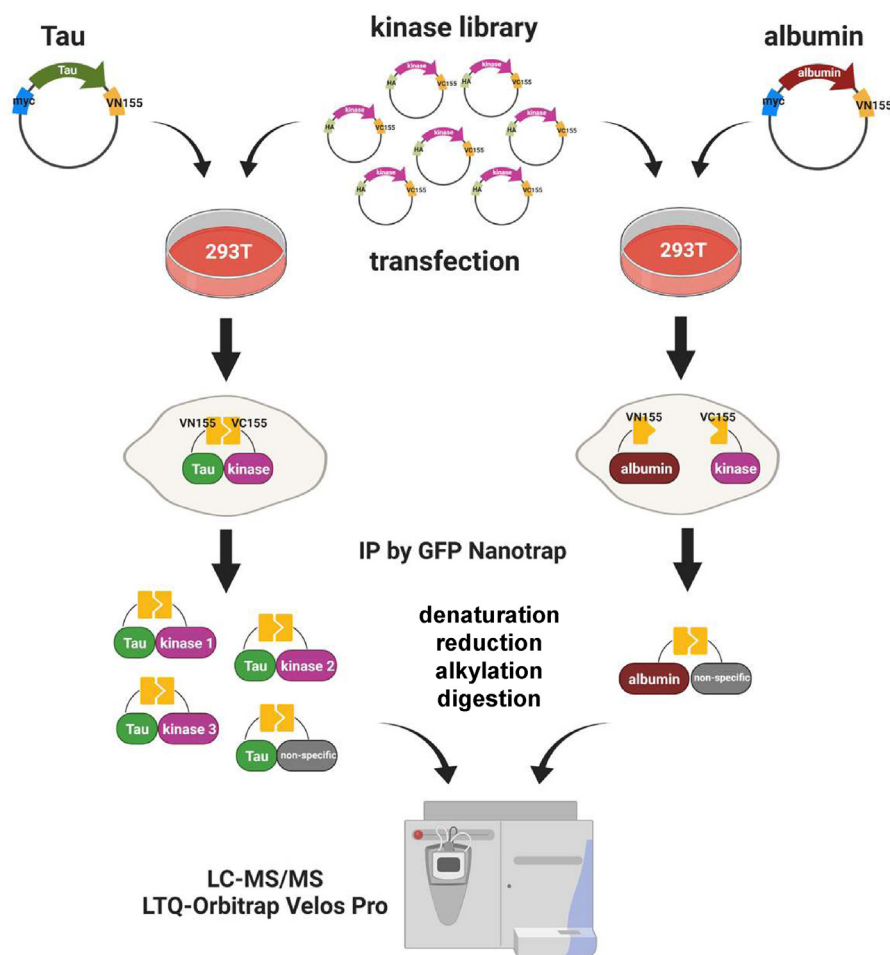 Tau
kinase library
albumin
Tau
myc
VN155
kinase
HA
VC155
kinase
HA
VC155
kinase
HA
VC155
kinase
HA
VC155
kinase
HA
VC155
kinase
HA
VC155
kinase
HA
VC155
albumin
myc
VN155
293T
transfection
293T
VN155 VC155
Tau kinase
VN155 VC155
albumin kinase
IP by GFP Nanotrap
Tau kinase 1
Tau kinase 2
Tau kinase 3
Tau non-specific
denaturation
reduction
alkylation
digestion
albumin non-specific
LC-MS/MS
LTQ-Orbitrap Velos Pro